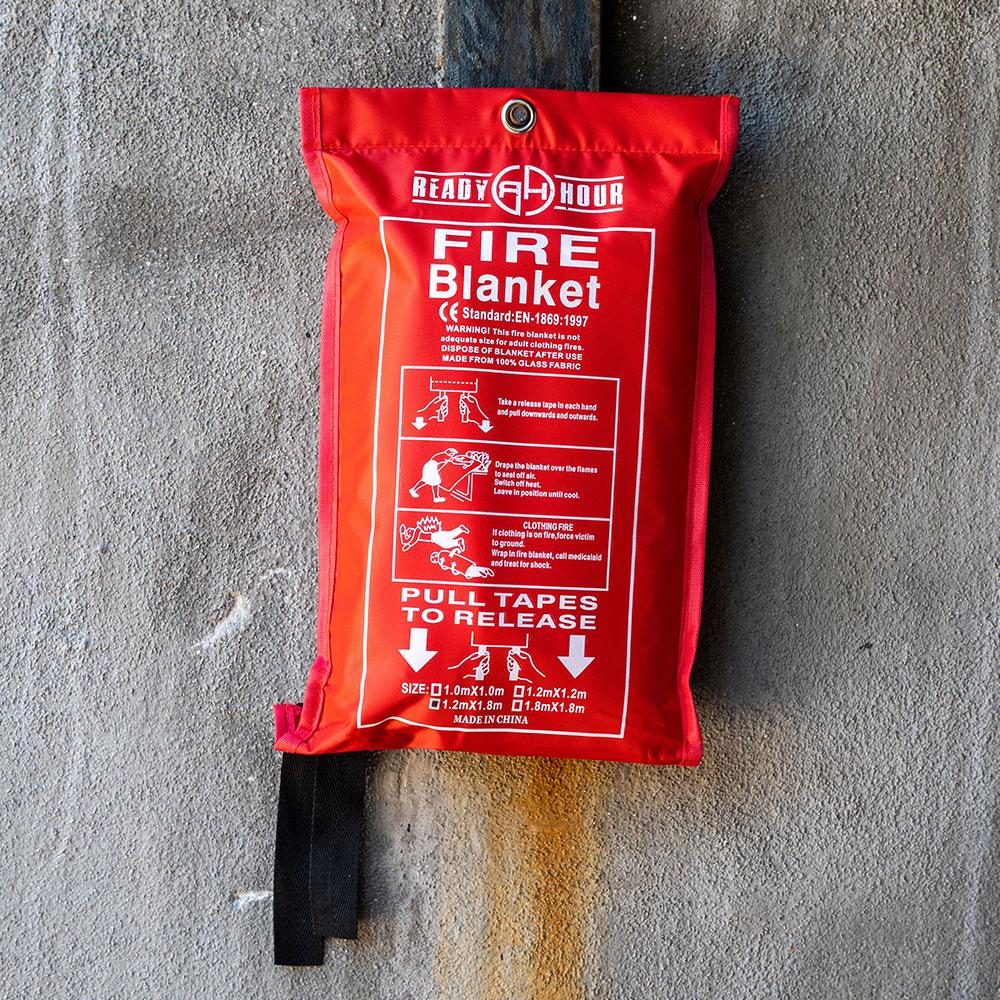 READY RH HOUR
FIRE
Blanket
CE Standard:EN-1869:1997
WARNING! This fire blanket is not
adequate size for adult clothing fires.
DISPOSE OF BLANKET AFTER USE
MADE FROM 100% GLASS FABRIC
Take a release tape in each hand
and pull downwards and outwards.
Drape the blanket over the flames
to seal off air.
Switch off heat.
Leave in position until cool.
CLOTHING FIRE
If clothing is on fire,force victim
to ground.
Wrap in fire blanket, call medicalaid
and treat for shock.
PULL TAPES
TO RELEASE
SIZE: 1.0mX1.0m 1.2mX1.2m
1.2mX1.8m 1.8mX1.8m
MADE IN CHINA